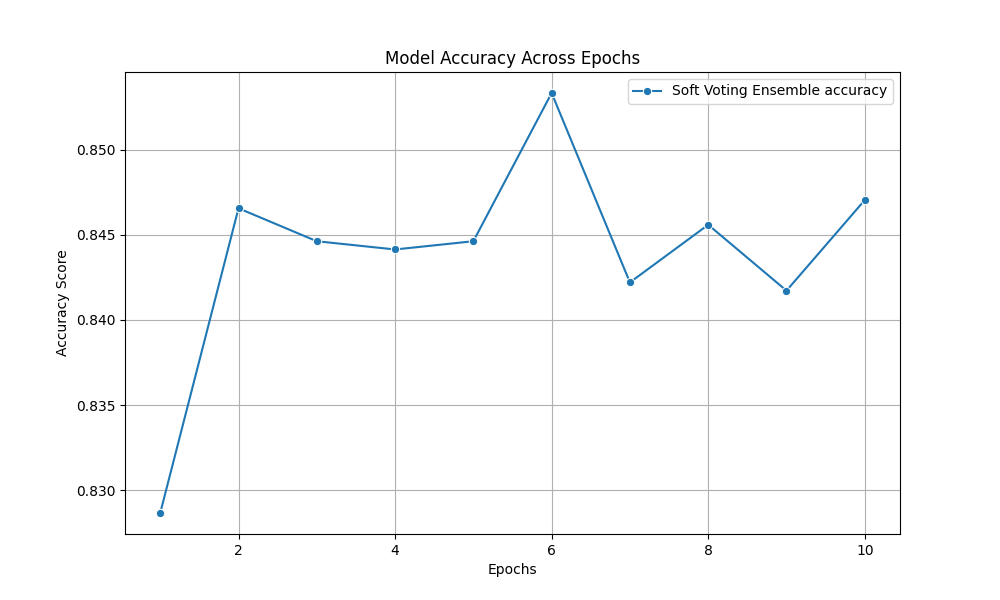 Model Accuracy Across Epochs
Soft Voting Ensemble accuracy
0.850
0.845
0.840
0.835
0.830
Accuracy Score
2 4 6 8 10
Epochs